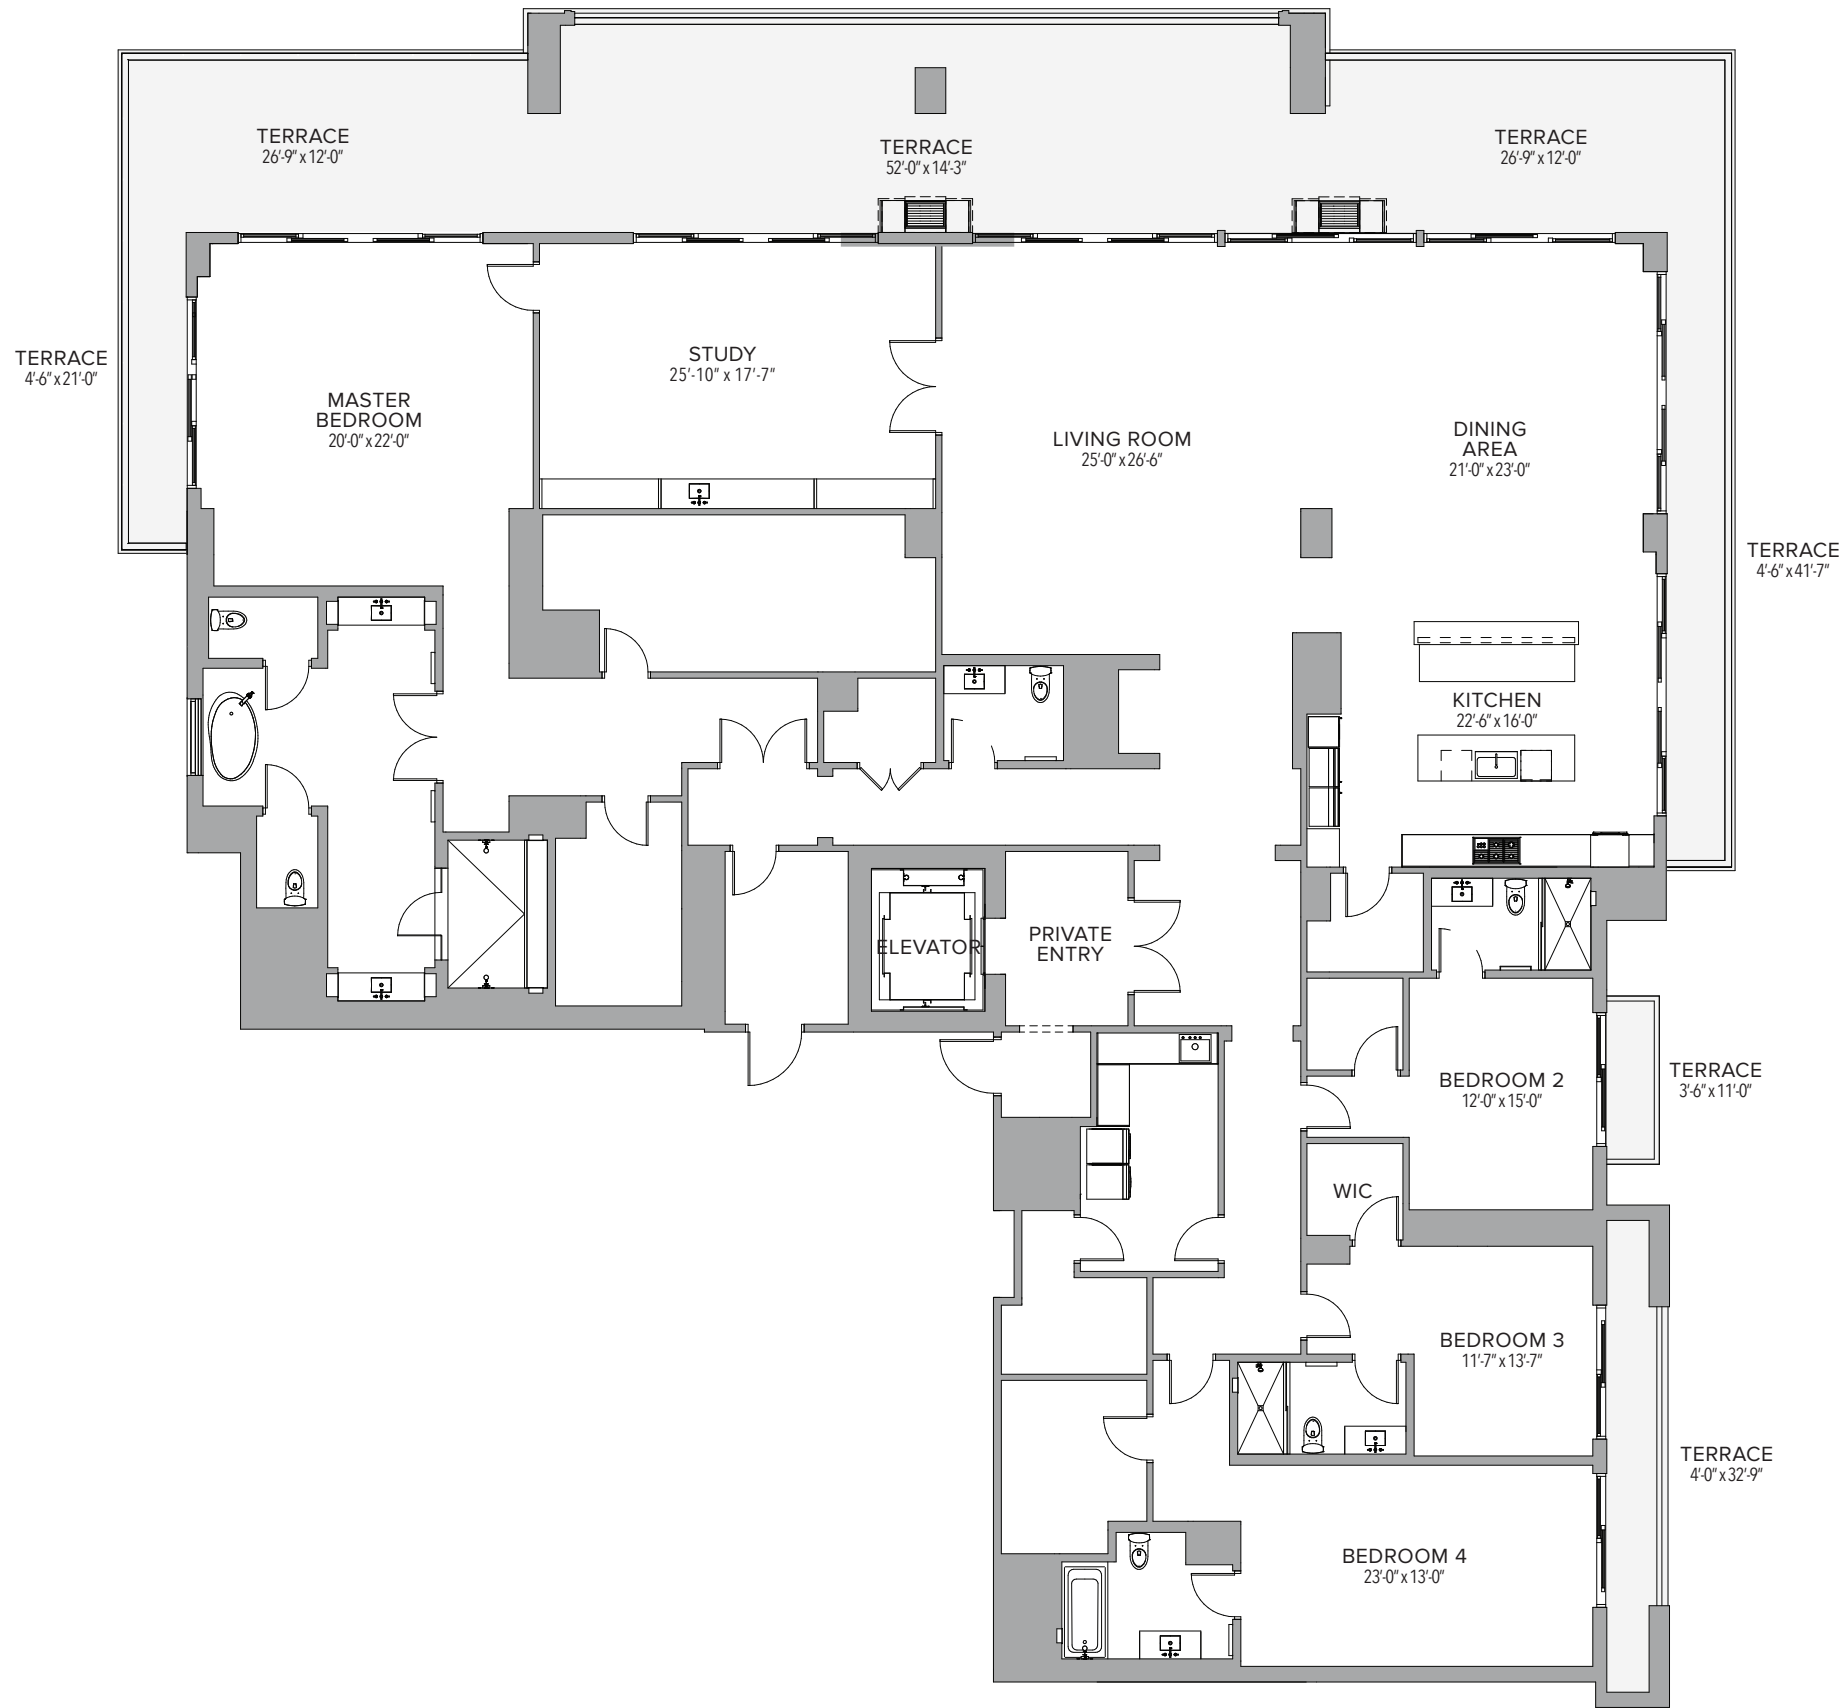 TERRACE
26'-9" x 12'-0"
TERRACE
52'-0" x 14'-3"
TERRACE
26'-9" x 12'-0"
TERRACE
4'-6" x 21'-0"
MASTER
BEDROOM
20'-0" x 22'-0"
STUDY
25'-10" x 17'-7"
LIVING ROOM
25'-0" x 26'-6"
DINING
AREA
21'-0" x 23'-0"
TERRACE
4'-6" x 41'-7"
KITCHEN
22'-6" x 16'-0"
ELEVATOR
PRIVATE
ENTRY
BEDROOM 2
12'-0" x 15'-0"
TERRACE
3'-6" x 11'-0"
WIC
BEDROOM 3
11'-7" x 13'-7"
TERRACE
4'-0" x 32'-9"
BEDROOM 4
23'-0" x 13'-0"